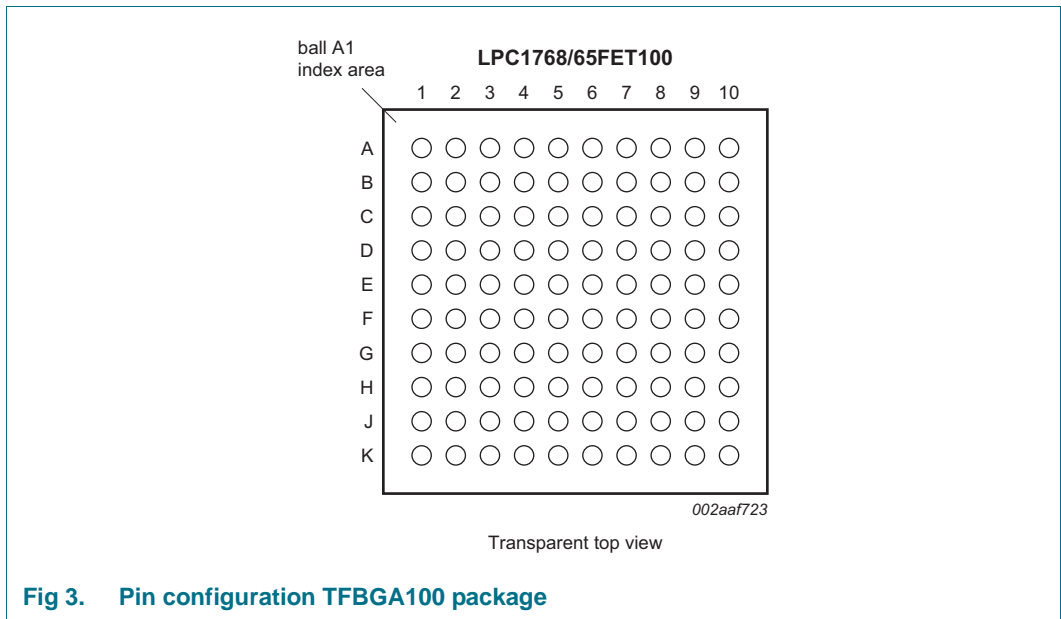 ball A1
index area
LPC1768/65FET100
1 2 3 4 5 6 7 8 9 10
A
B
C
D
E
F
G
H
J
K
002aaf723
Transparent top view
Fig 3. Pin configuration TFBGA100 package